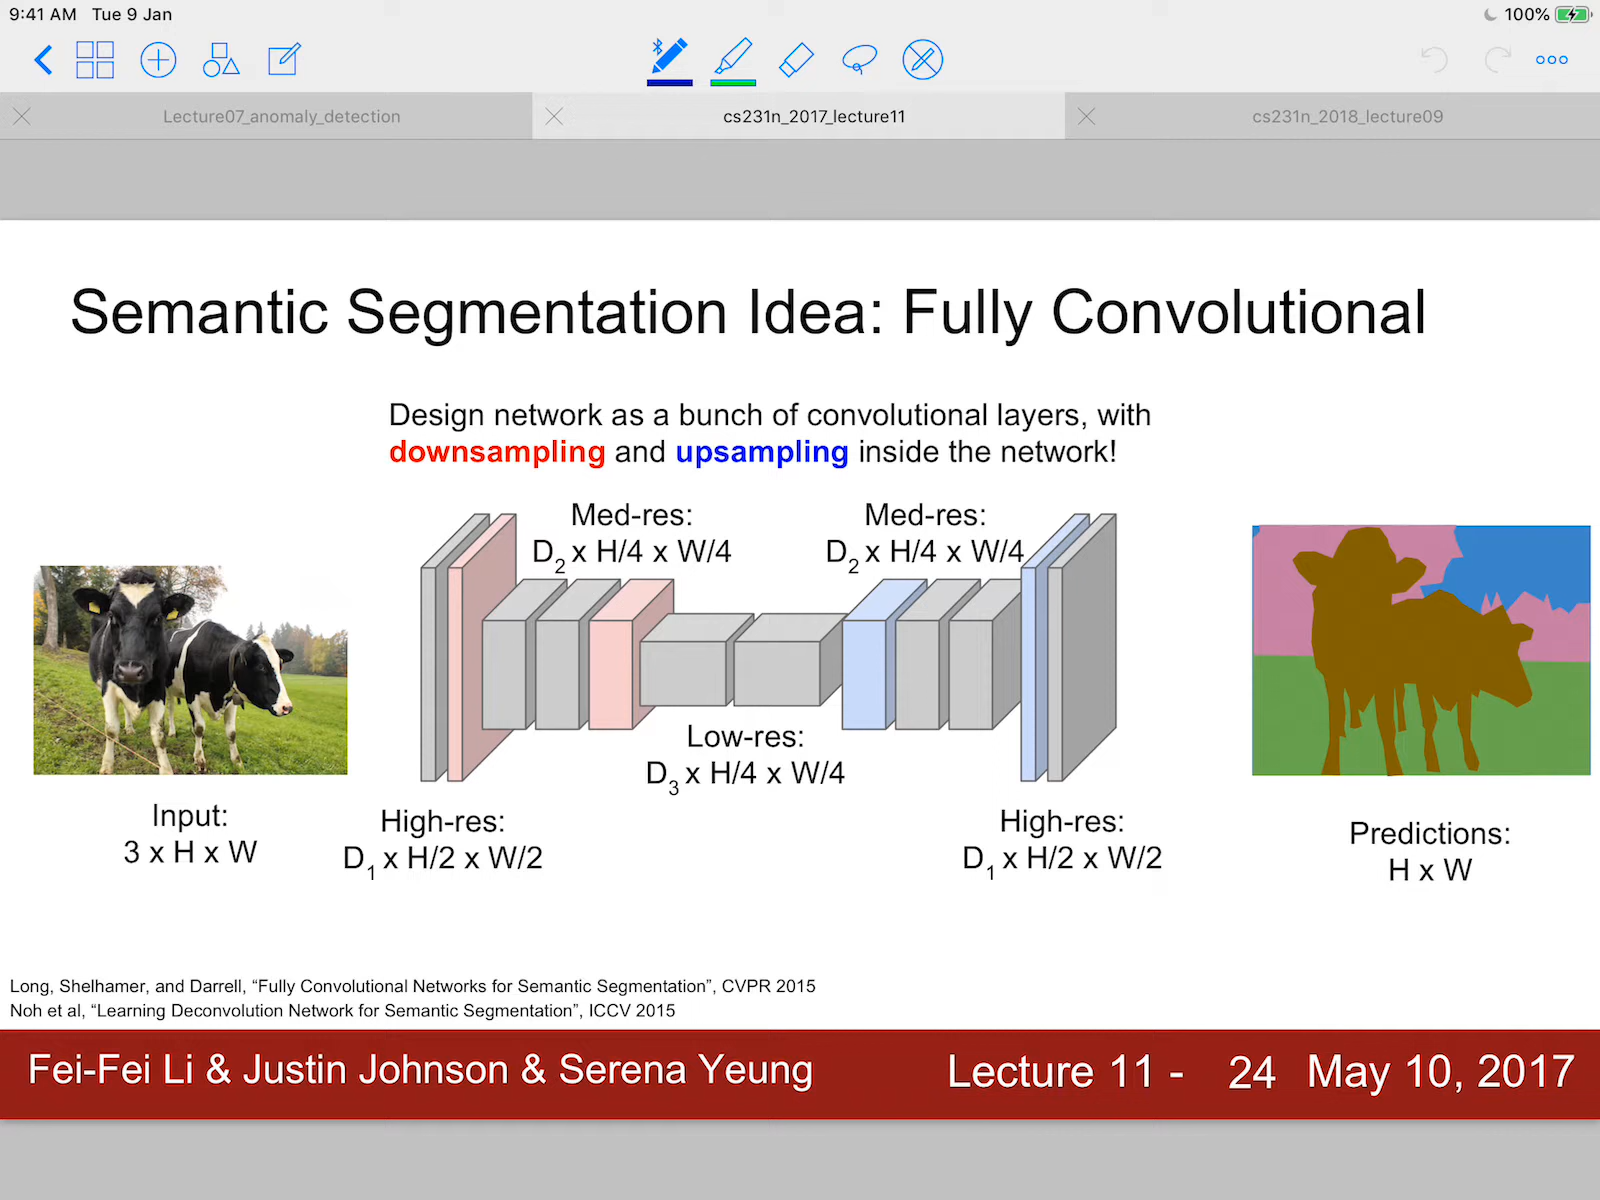 9:41 AM Tue 9 Jan
100%
Lecture07_anomaly_detection
cs231n_2017_lecture11
cs231n_2018_lecture09
Semantic Segmentation Idea: Fully Convolutional
Design network as a bunch of convolutional layers, with
downsampling and upsampling inside the network!
Med-res:
D2 x H/4 x W/4
Med-res:
D2 x H/4 x W/4
Low-res:
D3 x H/4 x W/4
Input:
3 x H x W
High-res:
D1 x H/2 x W/2
High-res:
D1 x H/2 x W/2
Predictions:
H x W
Long, Shelhamer, and Darrell, “Fully Convolutional Networks for Semantic Segmentation”, CVPR 2015
Noh et al, “Learning Deconvolution Network for Semantic Segmentation”, ICCV 2015
Fei-Fei Li & Justin Johnson & Serena Yeung
Lecture 11 - 24 May 10, 2017